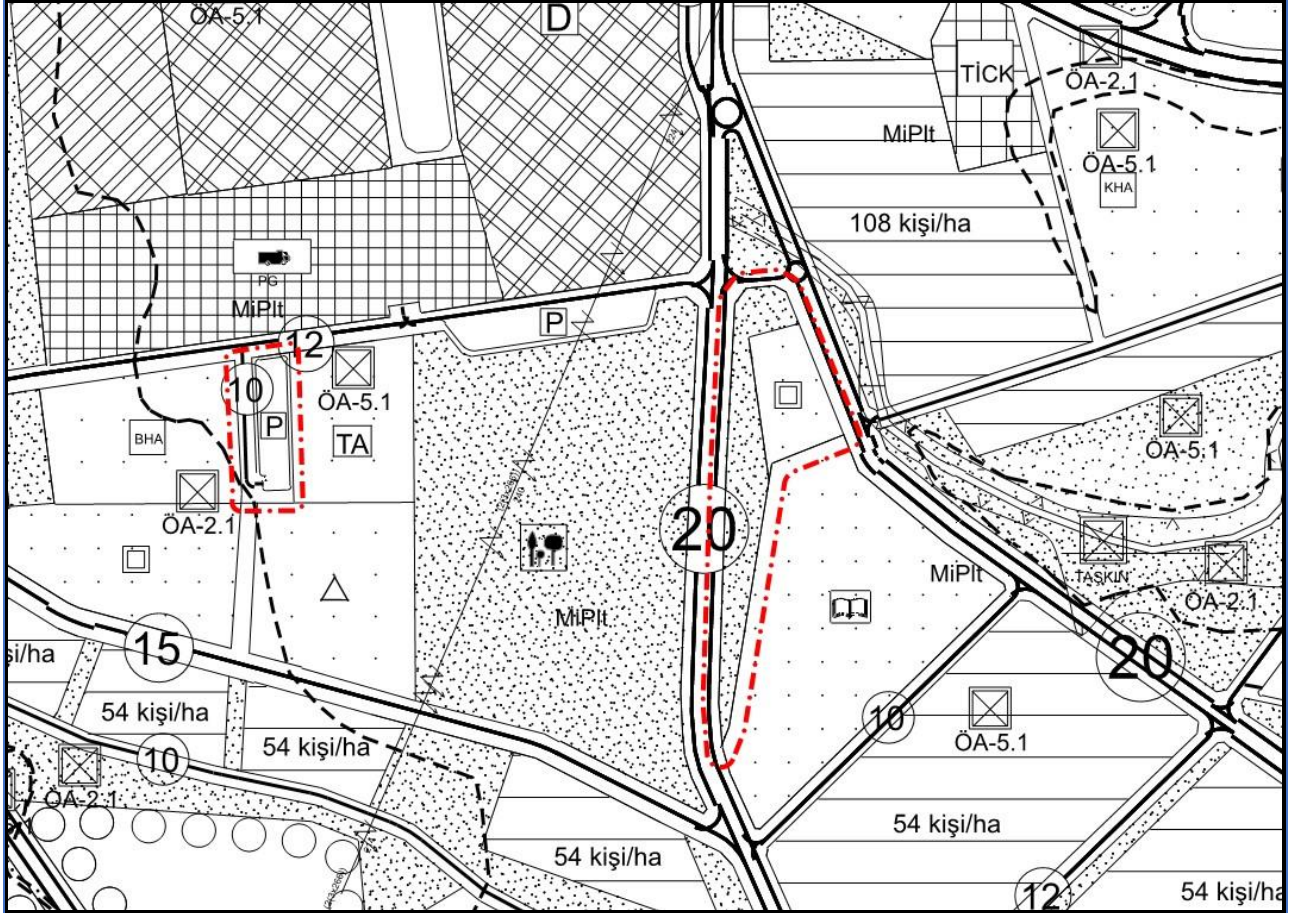 ÖA-5.1
D
TİCK
ÖA-2.1
MiPlt
ÖA-5.1
KHA
108 kişi/ha
PG
MiPlt
P
12
10
ÖA-5.1
P
TA
BHA
ÖA-2.1
ÖA-5.1
20
MiPlt
TAŞKIN
ÖA-2.1
MiPlt
15
20
şi/ha
54 kişi/ha
54 kişi/ha
10
10
ÖA-5.1
ÖA-2.1
54 kişi/ha
54 kişi/ha
12
54 kişi/ha